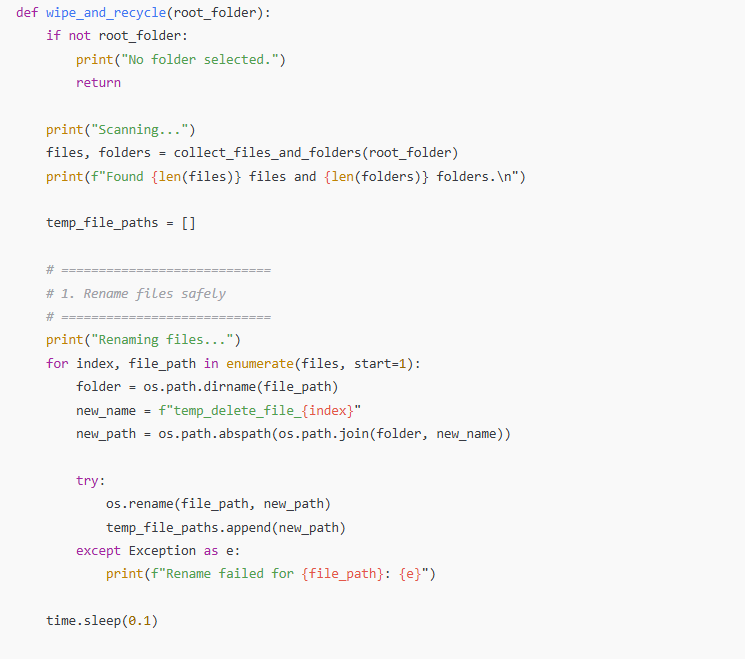 def wipe_and_recycle(root_folder):
    if not root_folder:
        print("No folder selected.")
        return

    print("Scanning...")
    files, folders = collect_files_and_folders(root_folder)
    print(f"Found {len(files)} files and {len(folders)} folders.\n")

    temp_file_paths = []

    # ============================
    # 1. Rename files safely
    # ============================
    print("Renaming files...")
    for index, file_path in enumerate(files, start=1):
        folder = os.path.dirname(file_path)
        new_name = f"temp_delete_file_{index}"
        new_path = os.path.abspath(os.path.join(folder, new_name))

        try:
            os.rename(file_path, new_path)
            temp_file_paths.append(new_path)
        except Exception as e:
            print(f"Rename failed for {file_path}: {e}")

    time.sleep(0.1)